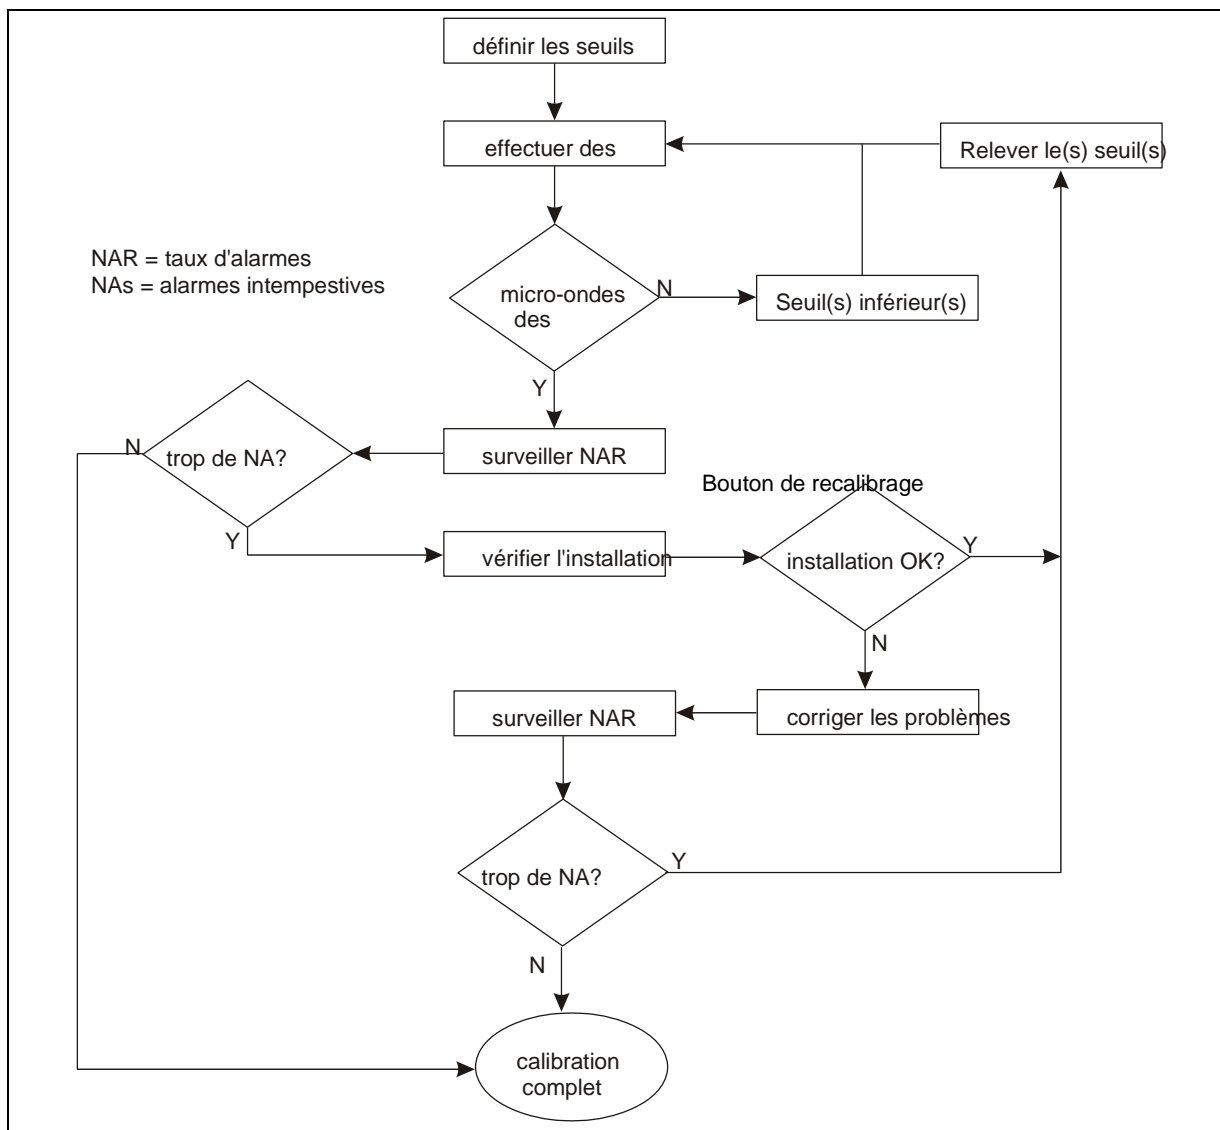 définir les seuils
effectuer des
Relever le(s) seuil(s)
NAR = taux d'alarmes
NAs = alarmes intempestives
micro-ondes
des
N
Seuil(s) inférieur(s)
Y
N
trop de NA?
surveiller NAR
Bouton de recalibrage
Y
vérifier l'installation
installation OK?
Y
N
surveiller NAR
corriger les problèmes
trop de NA?
Y
N
calibration
complet